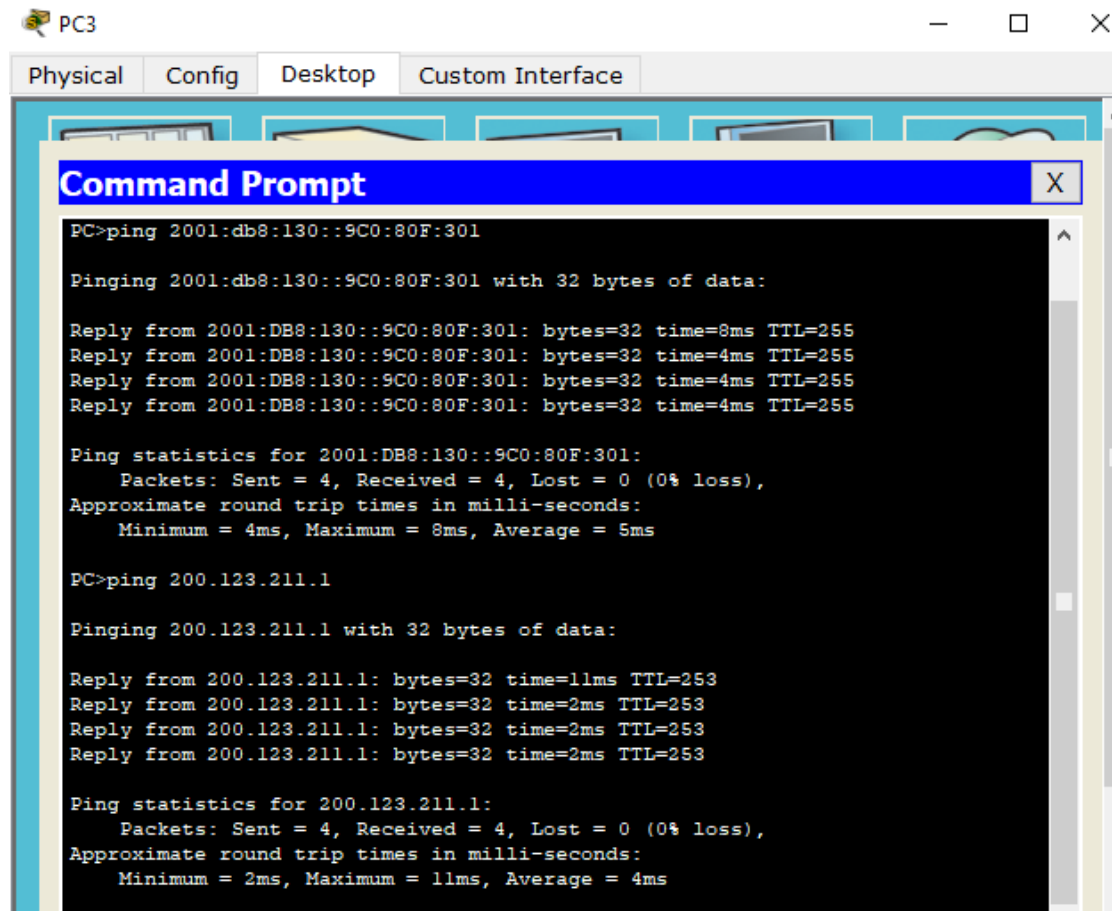 PC3
Physical Config Desktop Custom Interface
Command Prompt
X
PC>ping 2001:db8:130::9C0:80F:301
Pinging 2001:db8:130::9C0:80F:301 with 32 bytes of data:
Reply from 2001:DB8:130::9C0:80F:301: bytes=32 time=8ms TTL=255
Reply from 2001:DB8:130::9C0:80F:301: bytes=32 time=4ms TTL=255
Reply from 2001:DB8:130::9C0:80F:301: bytes=32 time=4ms TTL=255
Reply from 2001:DB8:130::9C0:80F:301: bytes=32 time=4ms TTL=255
Ping statistics for 2001:DB8:130::9C0:80F:301:
Packets: Sent = 4, Received = 4, Lost = 0 (0% loss),
Approximate round trip times in milli-seconds:
Minimum = 4ms, Maximum = 8ms, Average = 5ms
PC>ping 200.123.211.1
Pinging 200.123.211.1 with 32 bytes of data:
Reply from 200.123.211.1: bytes=32 time=11ms TTL=253
Reply from 200.123.211.1: bytes=32 time=2ms TTL=253
Reply from 200.123.211.1: bytes=32 time=2ms TTL=253
Reply from 200.123.211.1: bytes=32 time=2ms TTL=253
Ping statistics for 200.123.211.1:
Packets: Sent = 4, Received = 4, Lost = 0 (0% loss),
Approximate round trip times in milli-seconds:
Minimum = 2ms, Maximum = 11ms, Average = 4ms